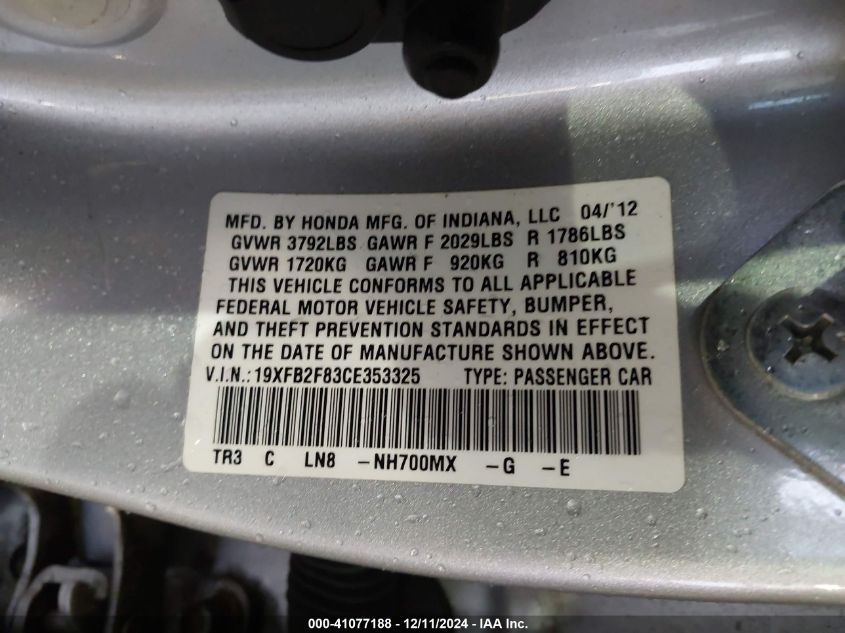 MFD. BY HONDA MFG. OF INDIANA, LLC 04/'12
GVWR 3792LBS GAWR F 2029LBS R 1786LBS
GVWR 1720KG GAWR F 920KG R 810KG
THIS VEHICLE CONFORMS TO ALL APPLICABLE
FEDERAL MOTOR VEHICLE SAFETY, BUMPER,
AND THEFT PREVENTION STANDARDS IN EFFECT
ON THE DATE OF MANUFACTURE SHOWN ABOVE.
V.I.N.: 19XFB2F83CE353325 TYPE: PASSENGER CAR
TR3 C LN8 -NH700MX -G -E
000-41077188 - 12/11/2024 - IAA Inc.